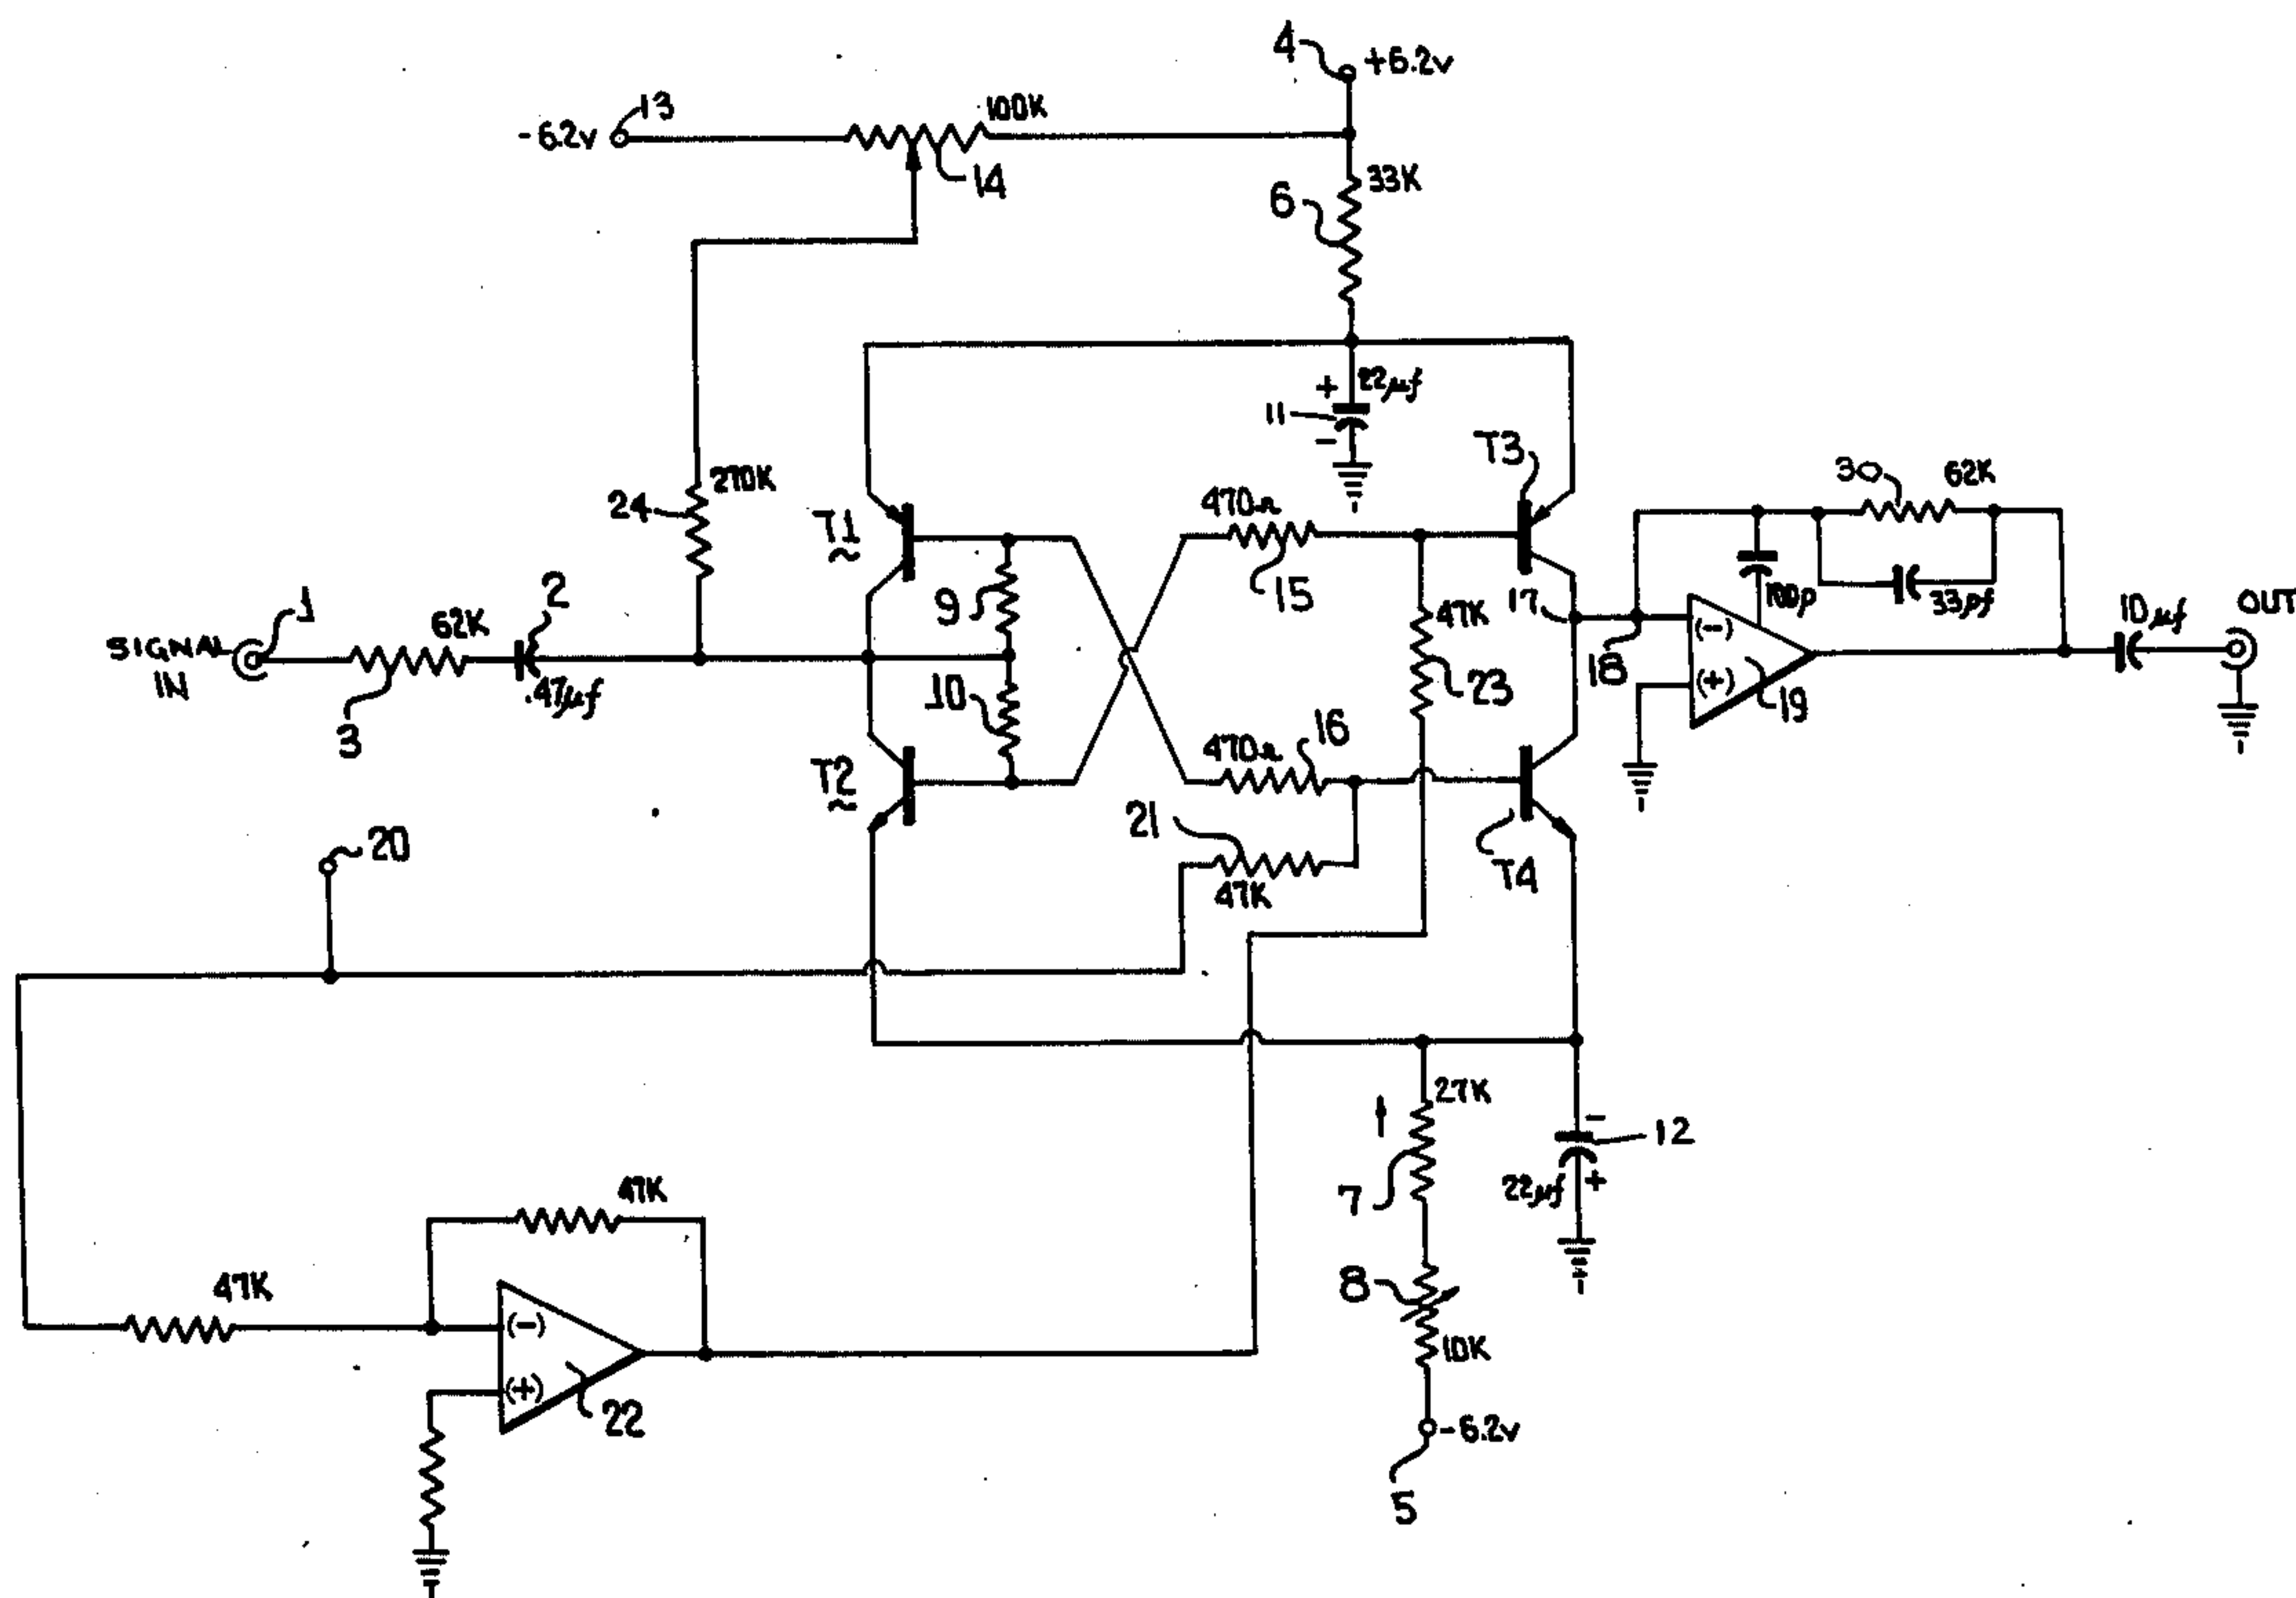 4
+6.2v
13
-6.2v
100K
14
33K
6
22µf
+
11
-
T3
270K
24
T1
470Ω
15
9
30
62K
100p
33pf
17
(-)
18
(+)
19
10µf
OUT
1
SIGNAL
IN
62K
2
.47µf
3
10
47K
23
T2
470Ω
16
21
47K
T4
20
27K
7
-
12
22µf
+
8
10K
-6.2v
5
47K
47K
(-)
(+)
22